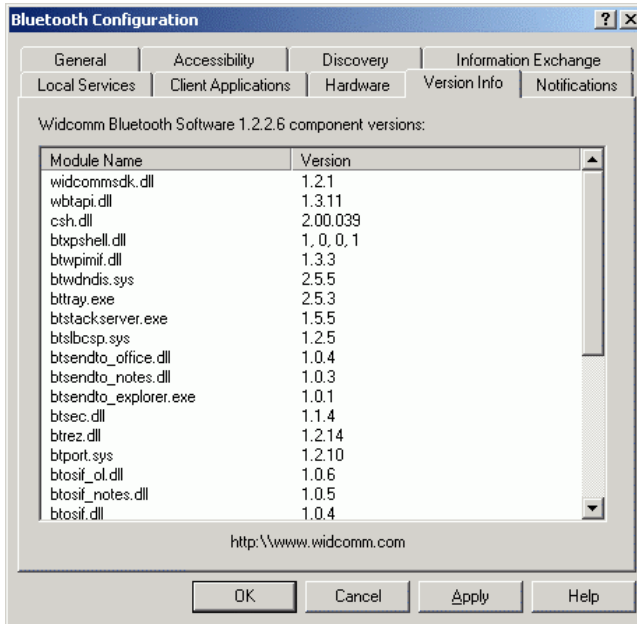 Bluetooth Configuration
General Accessibility Discovery Information Exchange
Local Services Client Applications Hardware Version Info Notifications
Widcomm Bluetooth Software 1.2.2.6 component versions:
Module Name Version
widcommsdk.dll 1.2.1
wbtapi.dll 1.3.11
csh.dll 2.00.039
btxpshell.dll 1, 0, 0, 1
btwpimif.dll 1.3.3
btwdndis.sys 2.5.5
bttray.exe 2.5.3
btstackserver.exe 1.5.5
btslbcsp.sys 1.2.5
btsendto_office.dll 1.0.4
btsendto_notes.dll 1.0.3
btsendto_explorer.exe 1.0.1
btsec.dll 1.1.4
btrez.dll 1.2.14
btport.sys 1.2.10
btosif_ol.dll 1.0.6
btosif_notes.dll 1.0.5
btosif.dll 1.0.4
http:\\www.widcomm.com
OK Cancel Apply Help